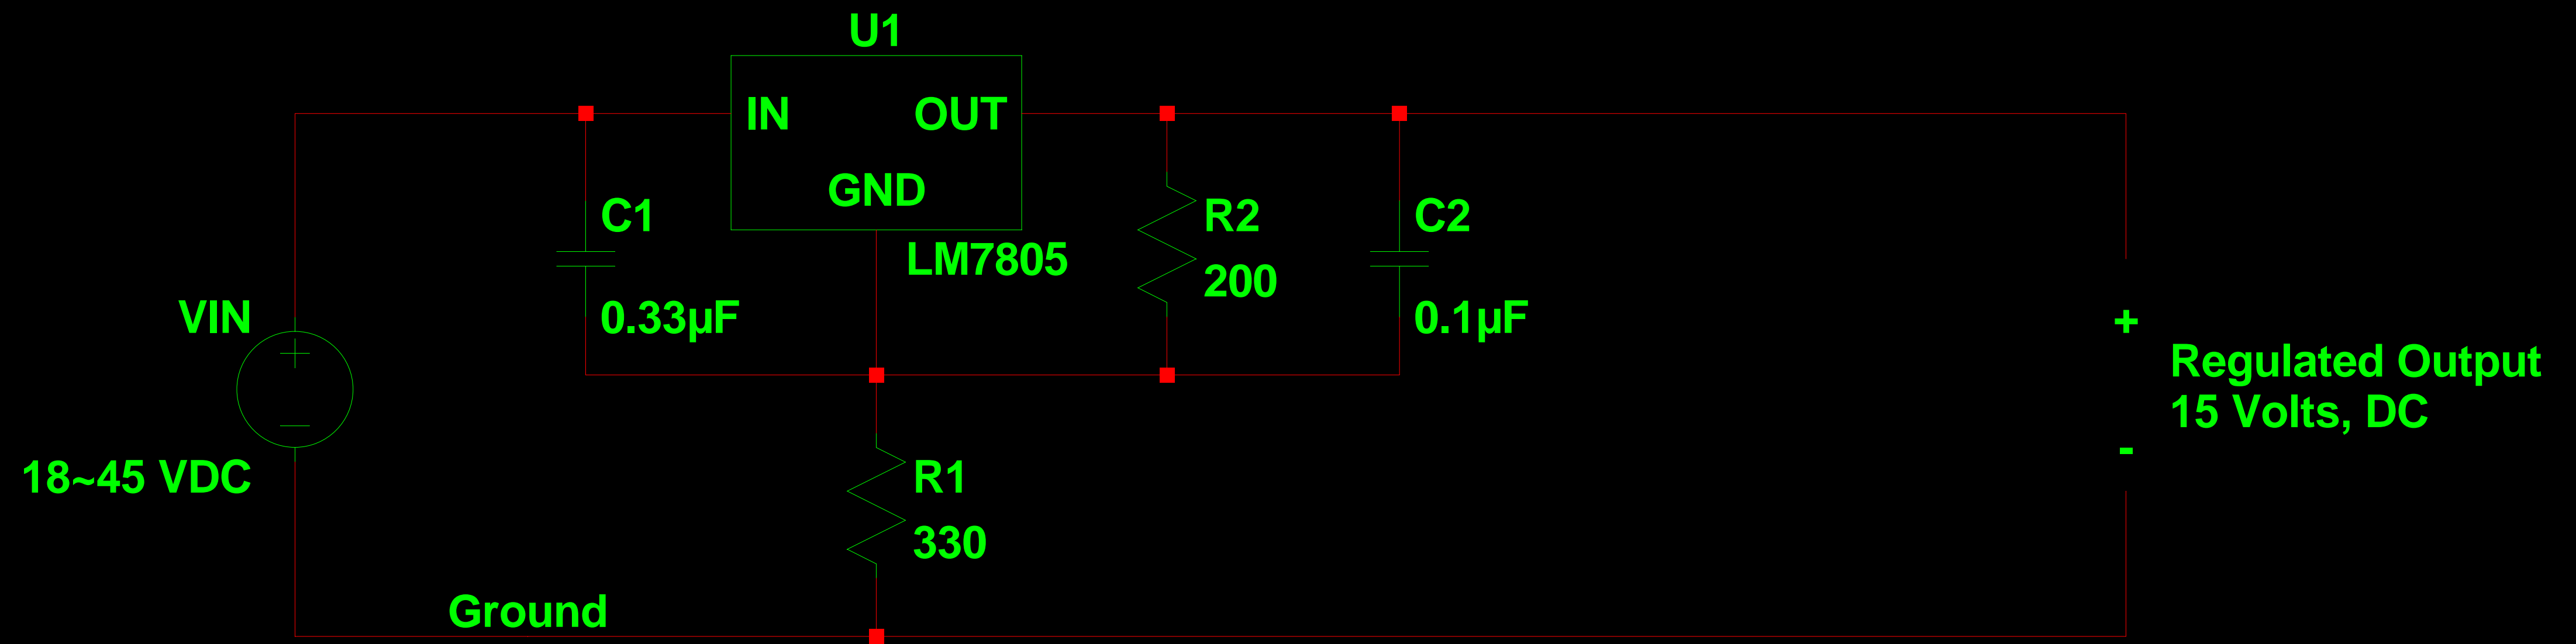 U1
IN
OUT
GND
LM7805
C1
0.33µF
R2
200
C2
0.1µF
VIN
18~45 VDC
+
Regulated Output
15 Volts, DC
-
R1
330
Ground